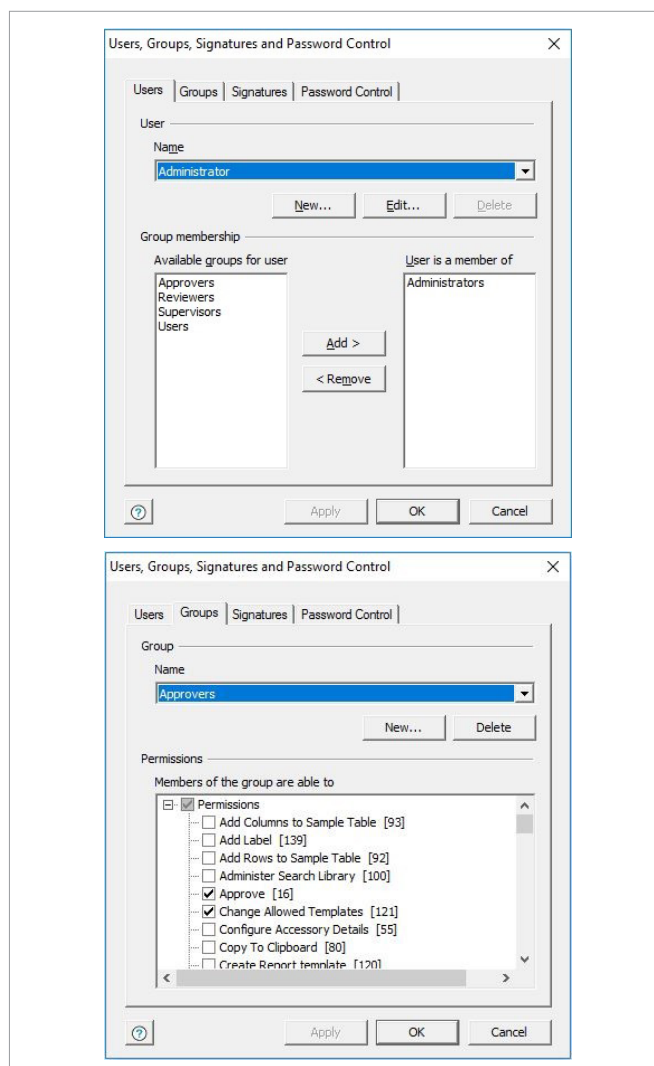 Users, Groups, Signatures and Password Control
Users Groups Signatures Password Control
User
Name
Administrator
New... Edit... Delete
Group membership
Available groups for user User is a member of
Approvers Administrators
Reviewers
Supervisors
Users
Add >
< Remove
Apply OK Cancel
Users, Groups, Signatures and Password Control
Users Groups Signatures Password Control
Group
Name
Approvers
New... Delete
Permissions
Members of the group are able to
Permissions
Add Columns to Sample Table [93]
Add Label [139]
Add Rows to Sample Table [92]
Administer Search Library [100]
Approve [16]
Change Allowed Templates [121]
Configure Accessory Details [55]
Copy To Clipboard [80]
Create Report template [120]
Apply OK Cancel